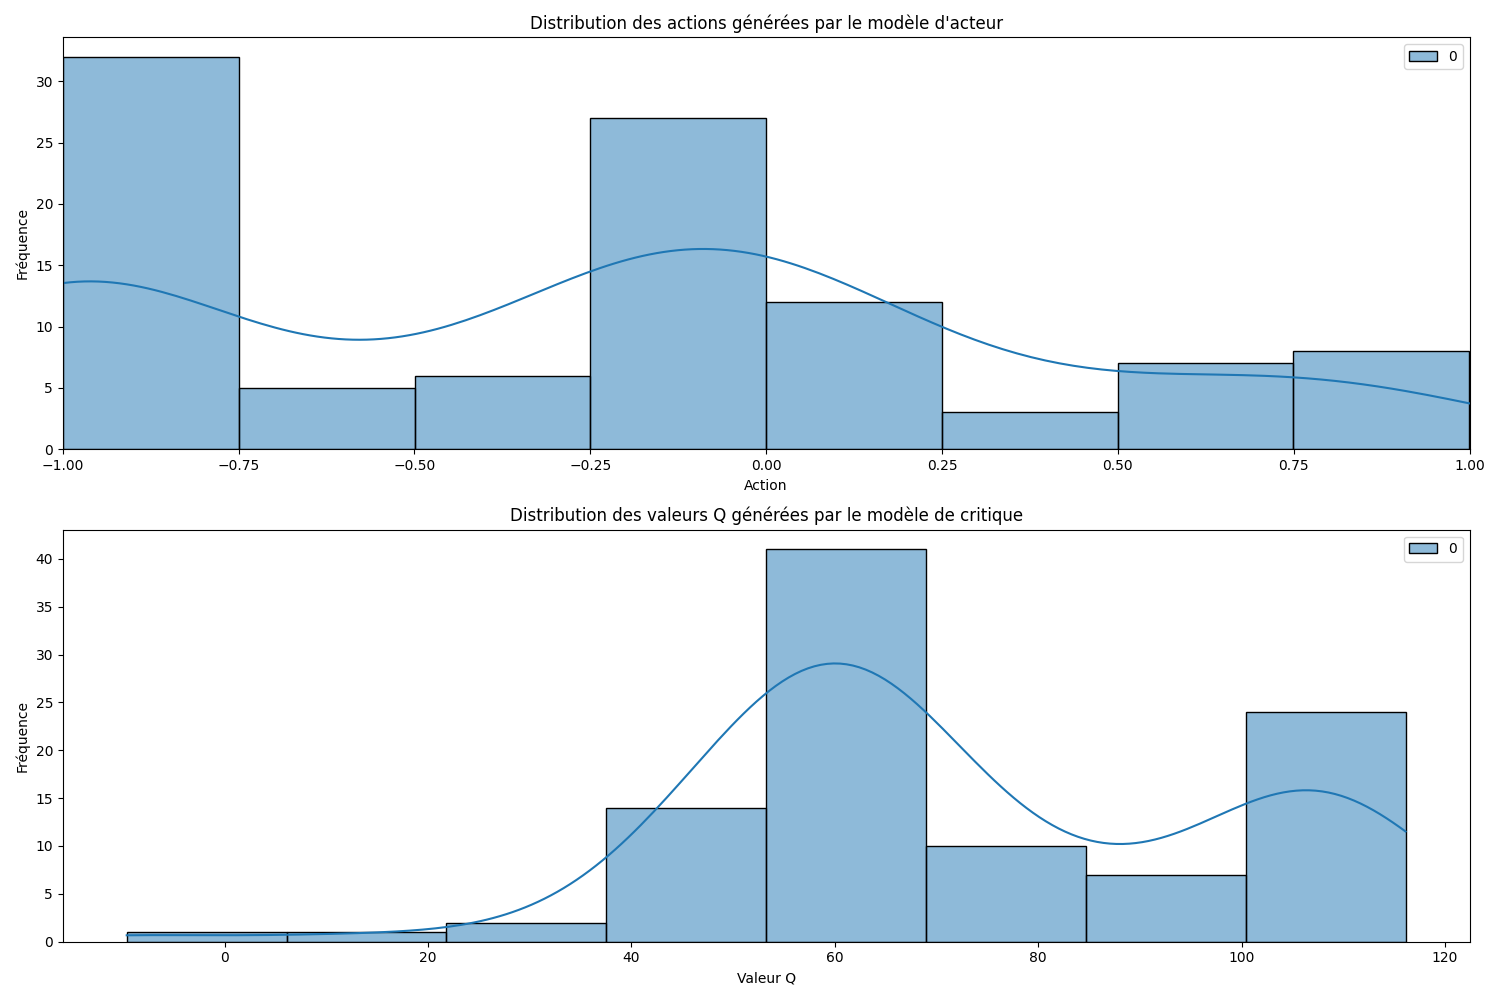 Distribution des actions générées par le modèle d'acteur
0
30
25
20
15
10
5
0
Fréquence
−1.00 −0.75 −0.50 −0.25 0.00 0.25 0.50 0.75 1.00
Action
Distribution des valeurs Q générées par le modèle de critique
0
40
35
30
25
20
15
10
5
0
Fréquence
0 20 40 60 80 100 120
Valeur Q